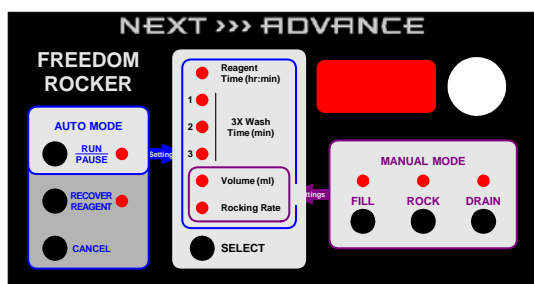 NEXT >>> ADVANCE
FREEDOM
ROCKER
AUTO MODE
RUN
PAUSE
RECOVER
REAGENT
CANCEL
Setting
Reagent
Time (hr:min)
1
2
3
3X Wash
Time (min)
Volume (ml)
Rocking Rate
SELECT
ttings
MANUAL MODE
FILL ROCK DRAIN